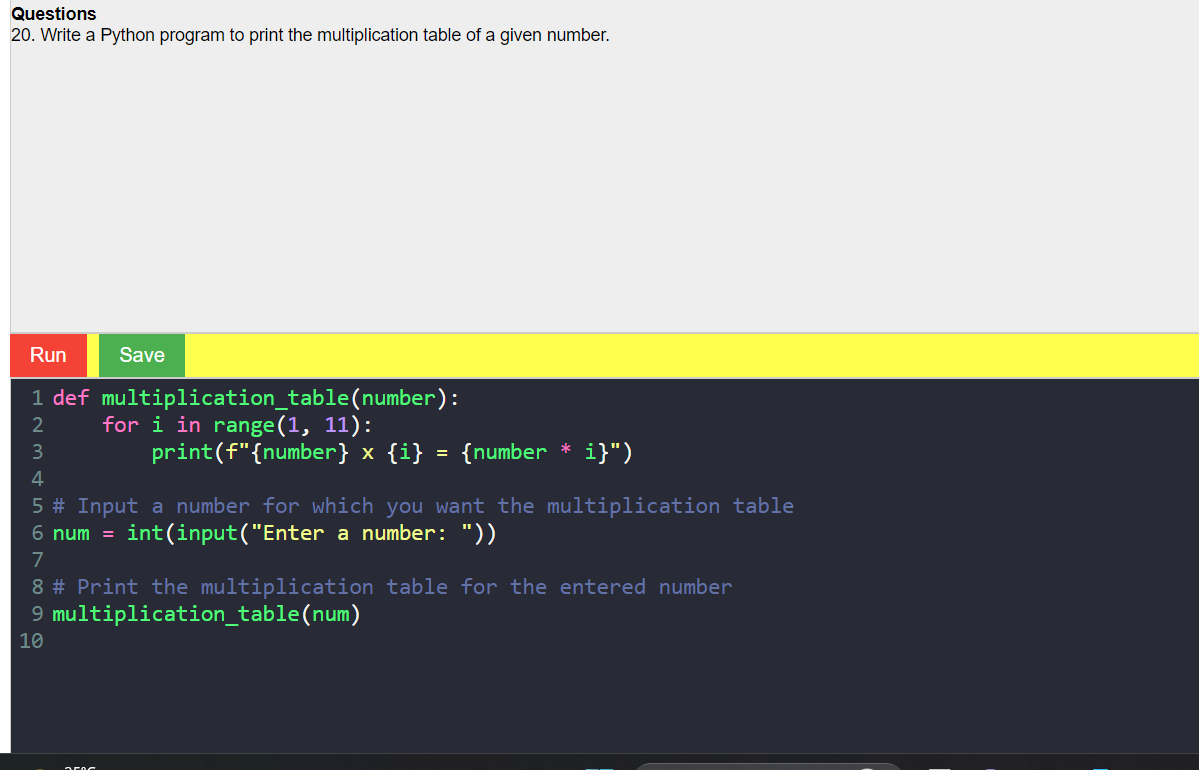 Questions
20. Write a Python program to print the multiplication table of a given number.
Run Save
1 def multiplication_table(number):
2     for i in range(1, 11):
3         print(f"{number} x {i} = {number * i}")
4
5 # Input a number for which you want the multiplication table
6 num = int(input("Enter a number: "))
7
8 # Print the multiplication table for the entered number
9 multiplication_table(num)
10